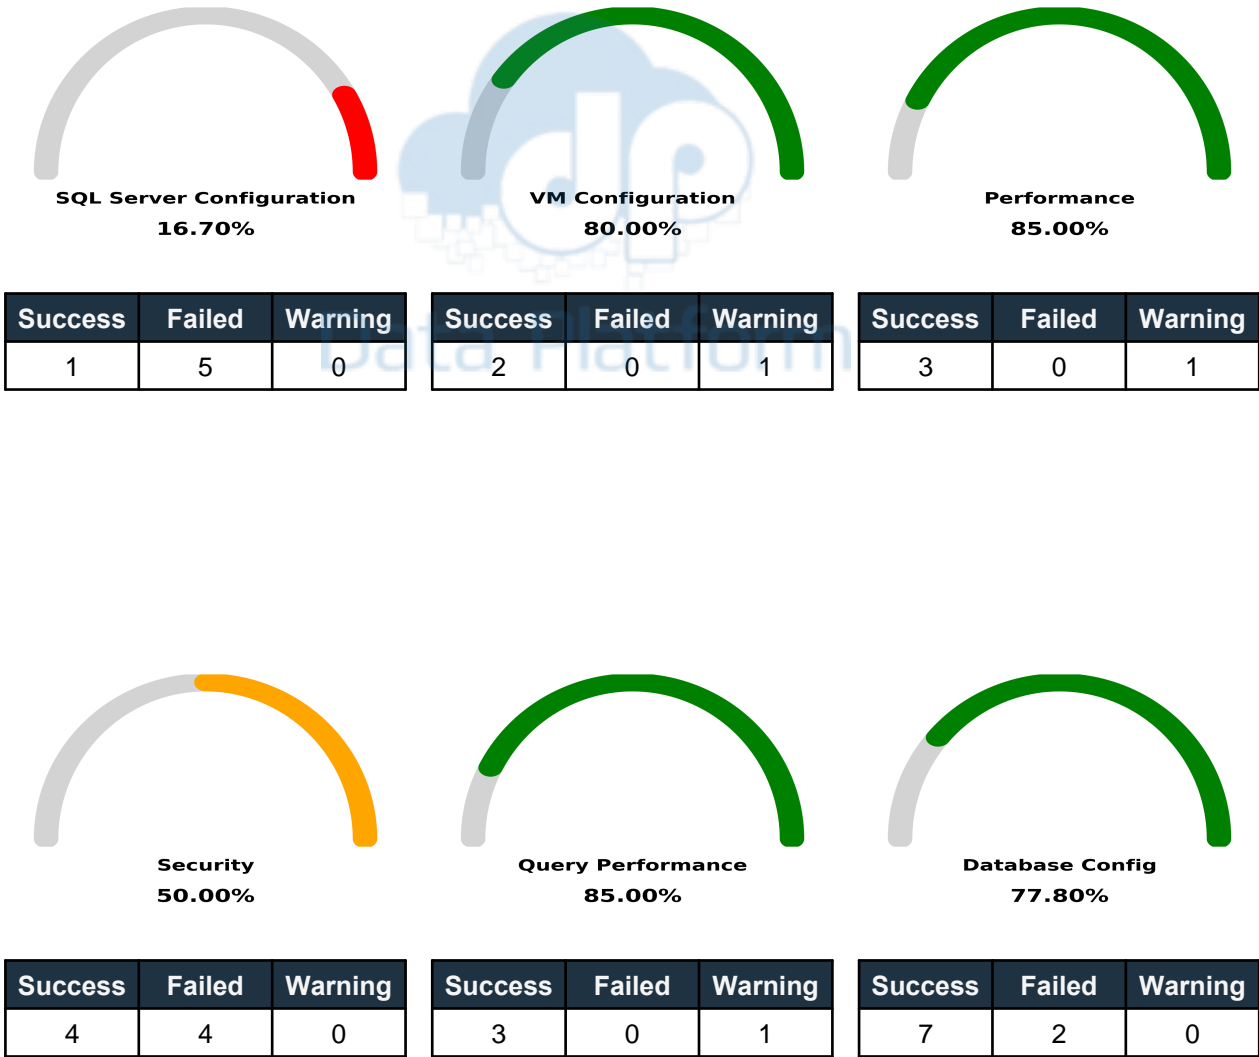 dp
SQL Server Configuration
16.70%
VM Configuration
80.00%
Performance
85.00%
Data Platform
Success Failed Warning
1 5 0
Success Failed Warning
2 0 1
Success Failed Warning
3 0 1
Security
50.00%
Query Performance
85.00%
Database Config
77.80%
Success Failed Warning
4 4 0
Success Failed Warning
3 0 1
Success Failed Warning
7 2 0